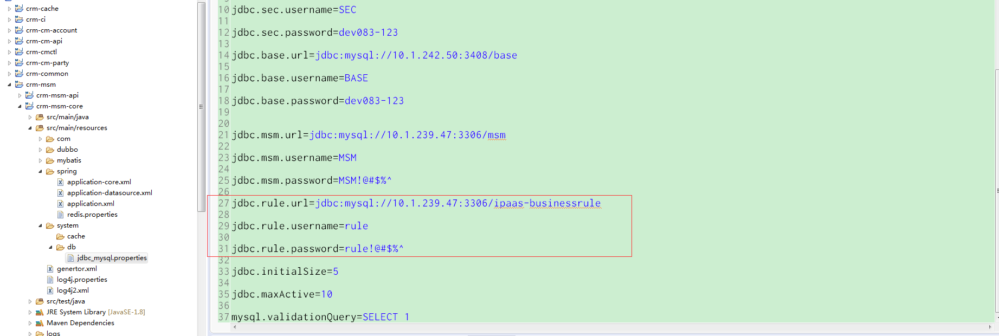 crm-cache
crm-ci
crm-cm-account
crm-cm-api
crm-cmctl
crm-cm-party
crm-common
crm-msm
crm-msm-api
crm-msm-core
src/main/java
src/main/resources
com
dubbo
mybatis
spring
application-core.xml
application-datasource.xml
application.xml
redis.properties
system
cache
db
jdbc_mysql.properties
genertor.xml
log4j.properties
log4j2.xml
src/test/java
JRE System Library [JavaSE-1.8]
Maven Dependencies
logs
10 jdbc.sec.username=SEC
11
12 jdbc.sec.password=dev083-123
13
14 jdbc.base.url=jdbc:mysql://10.1.242.50:3408/base
15
16 jdbc.base.username=BASE
17
18 jdbc.base.password=dev083-123
19
20
21 jdbc.msm.url=jdbc:mysql://10.1.239.47:3306/msm
22
23 jdbc.msm.username=MSM
24
25 jdbc.msm.password=MSM!@#$%^
26
27 jdbc.rule.url=jdbc:mysql://10.1.239.47:3306/ipaas-businessrule
28
29 jdbc.rule.username=rule
30
31 jdbc.rule.password=rule!@#$%^
32
33 jdbc.initialSize=5
34
35 jdbc.maxActive=10
36
37 mysql.validationQuery=SELECT 1